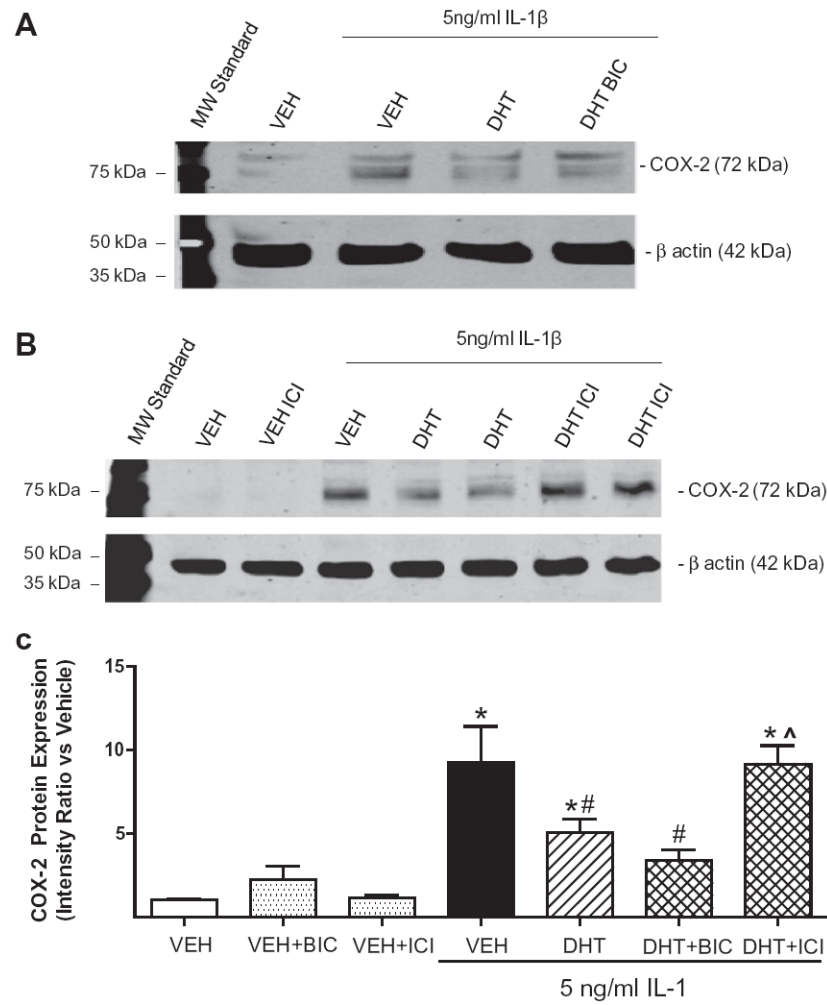 A
5ng/ml IL-1β
MW Standard
VEH
VEH
DHT
DHT BIC
75 kDa –
- COX-2 (72 kDa)
50 kDa –
35 kDa –
- β actin (42 kDa)
B
5ng/ml IL-1β
MW Standard
VEH
VEH ICI
VEH
DHT
DHT
DHT ICI
DHT ICI
75 kDa –
- COX-2 (72 kDa)
50 kDa –
35 kDa –
- β actin (42 kDa)
c
COX-2 Protein Expression
(Intensity Ratio vs Vehicle)
15
10
5
*
*#
#
*^
VEH
VEH+BIC
VEH+ICI
VEH
DHT
DHT+BIC
DHT+ICI
5 ng/ml IL-1